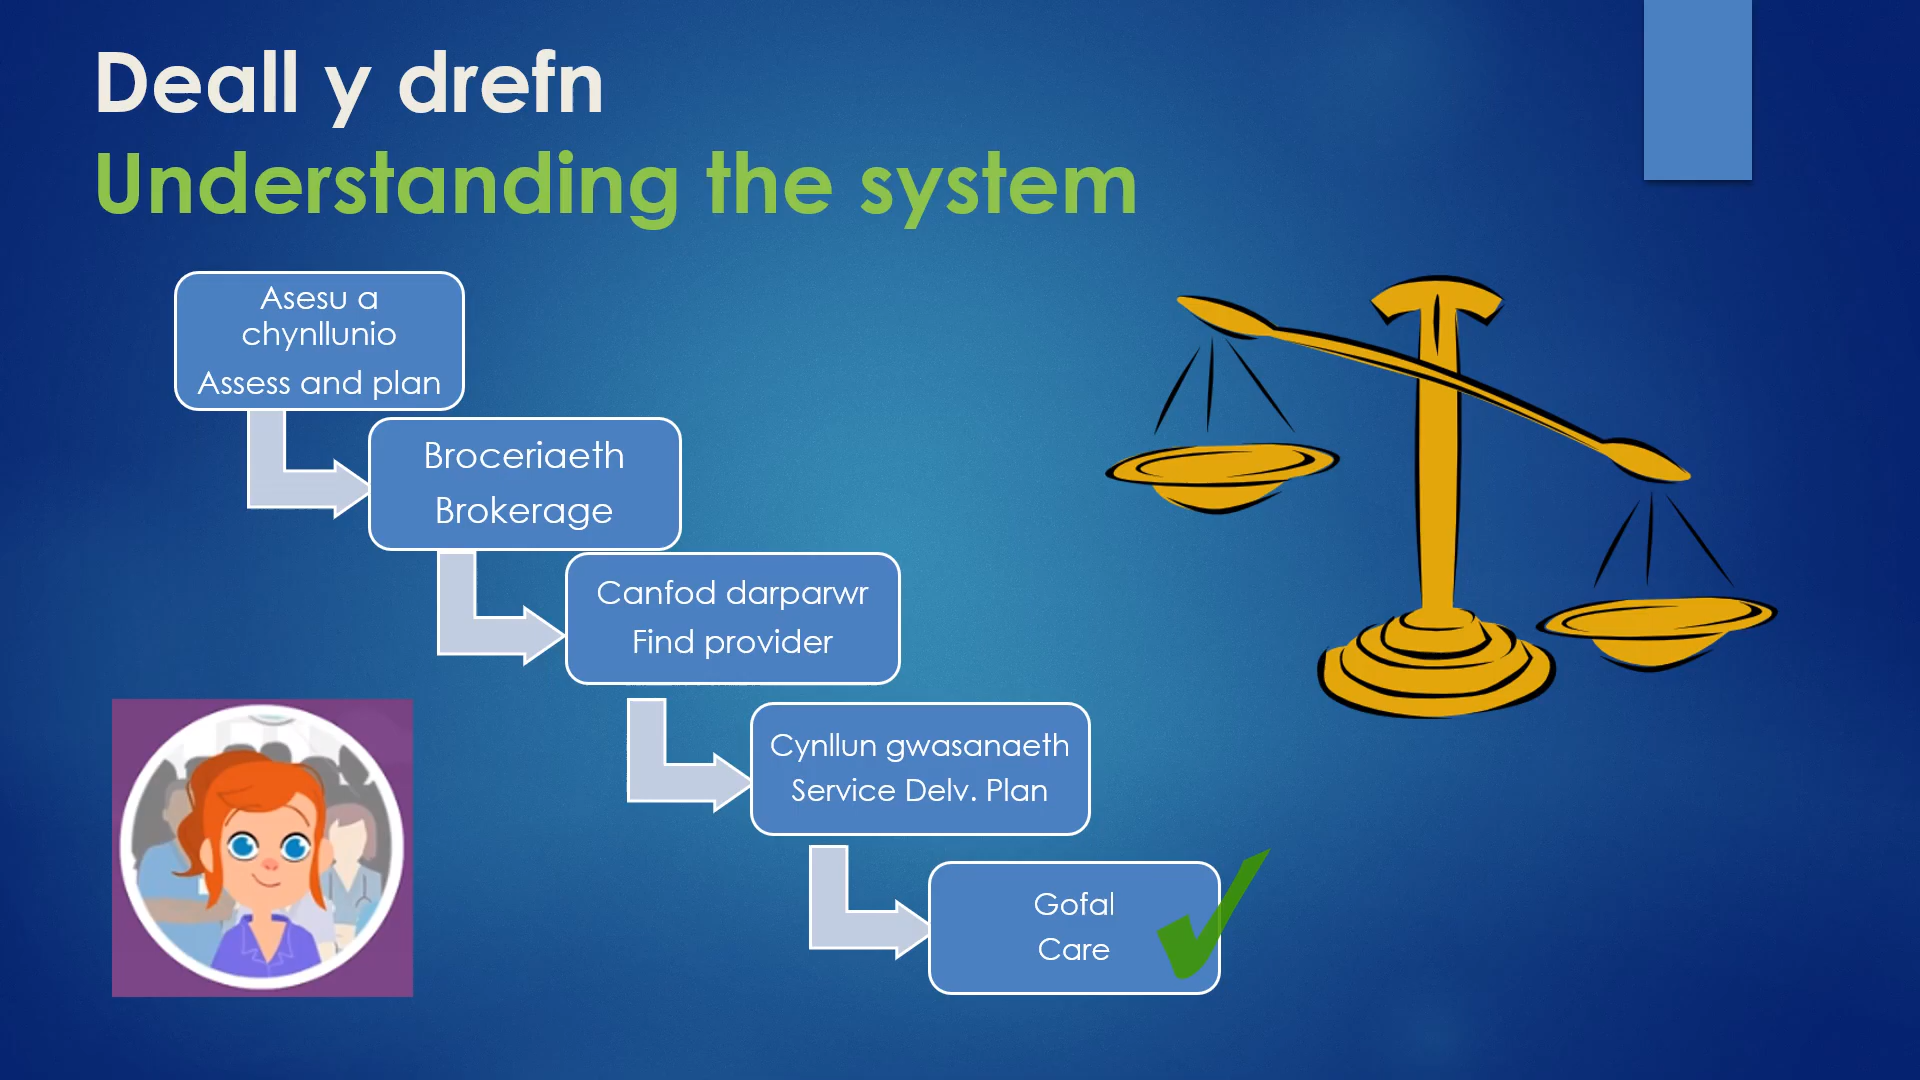 Deall y drefn
Understanding the system
Asesu a
chynllunio
Assess and plan
Broceriaeth
Brokerage
Canfod darparwr
Find provider
Cynllun gwasanaeth
Service Delv. Plan
Gofal
Care